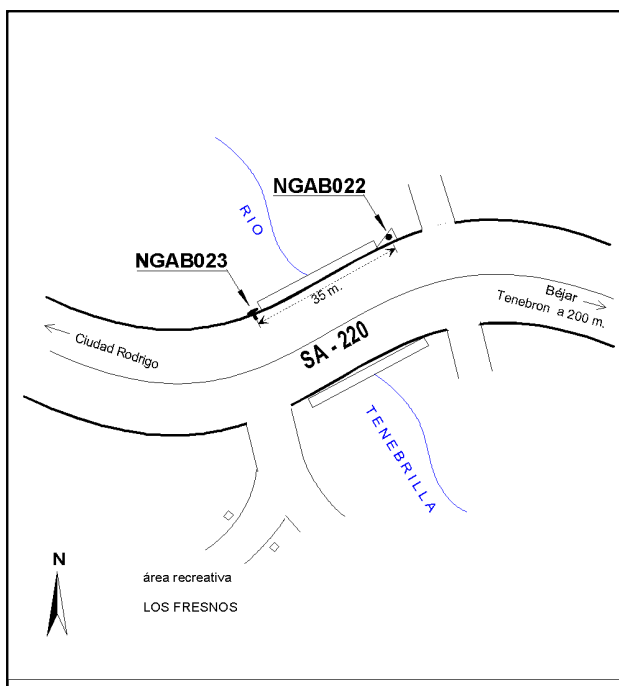 NGAB022
RIO
NGAB023
35 m.
Béjar
Tenebron a 200 m.
Ciudad Rodrigo
SA - 220
TENEBRILLA
N
área recreativa
LOS FRESNOS